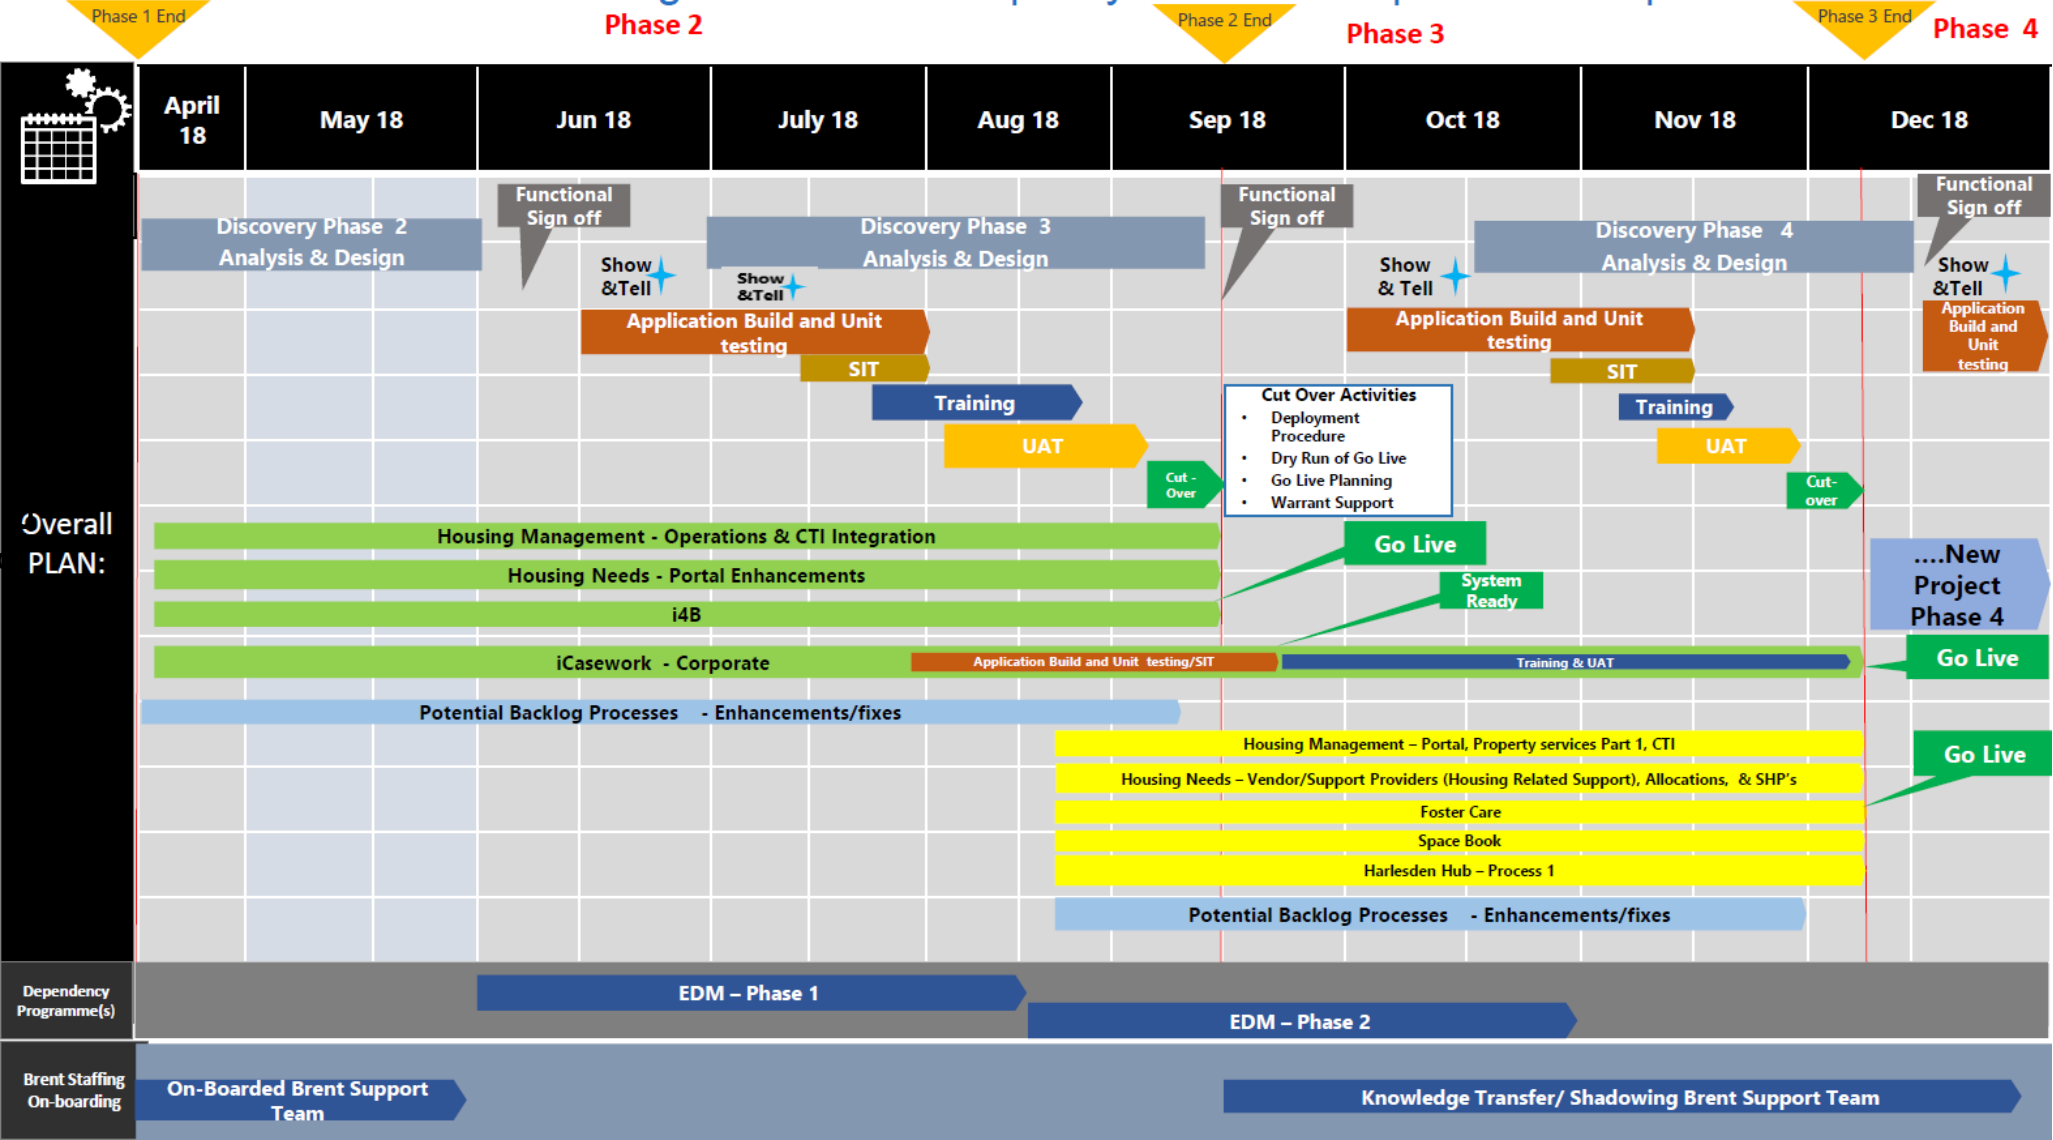 Phase 1 End
Phase 2
Phase 2 End
Phase 3
Phase 3 End
Phase 4
April
18
May 18
Jun 18
July 18
Aug 18
Sep 18
Oct 18
Nov 18
Dec 18
Overall
PLAN:
Discovery Phase 2
Analysis & Design
Functional
Sign off
Discovery Phase 3
Analysis & Design
Functional
Sign off
Discovery Phase 4
Analysis & Design
Functional
Sign off
Show
&Tell
Show
&Tell
Show
& Tell
Show
&Tell
Application Build and Unit
testing
Application Build and Unit
testing
Application
Build and
Unit
testing
SIT
SIT
Training
Training
UAT
UAT
Cut -
Over
Cut Over Activities
• Deployment
Procedure
• Dry Run of Go Live
• Go Live Planning
• Warrant Support
Cut-
over
Housing Management - Operations & CTI Integration
Housing Needs - Portal Enhancements
i4B
Go Live
System
Ready
....New
Project
Phase 4
iCasework - Corporate
Application Build and Unit testing/SIT
Training & UAT
Go Live
Potential Backlog Processes - Enhancements/fixes
Housing Management – Portal, Property services Part 1, CTI
Housing Needs – Vendor/Support Providers (Housing Related Support), Allocations, & SHP's
Foster Care
Space Book
Harlesden Hub – Process 1
Go Live
Potential Backlog Processes - Enhancements/fixes
Dependency
Programme(s)
EDM – Phase 1
EDM – Phase 2
Brent Staffing
On-boarding
On-Boarded Brent Support
Team
Knowledge Transfer/ Shadowing Brent Support Team